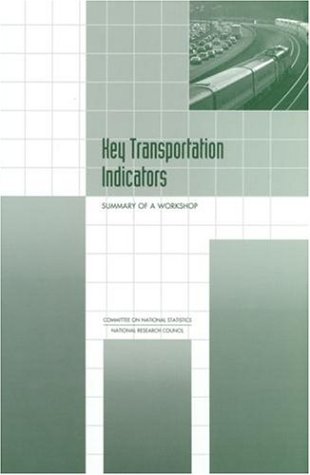 Key Transportation
Indicators
SUMMARY OF A WORKSHOP
COMMITTEE ON NATIONAL STATISTICS
NATIONAL RESEARCH COUNCIL